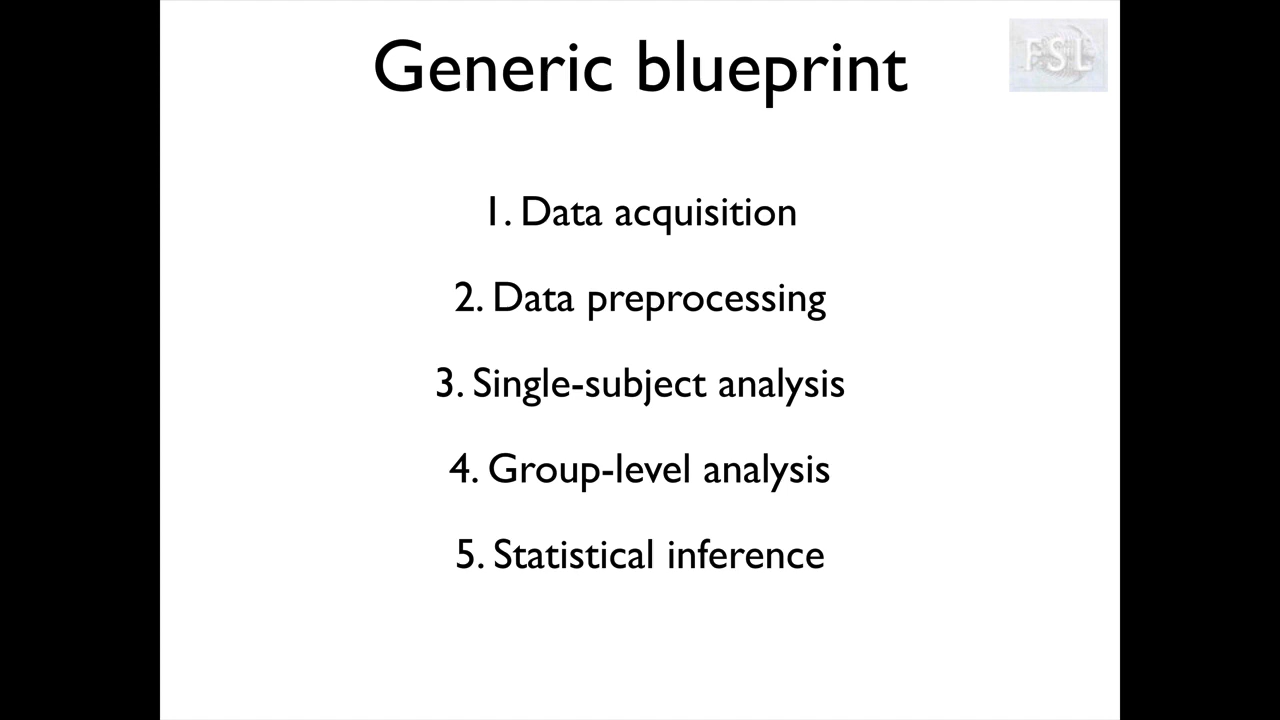 Generic blueprint
FSL
1. Data acquisition
2. Data preprocessing
3. Single-subject analysis
4. Group-level analysis
5. Statistical inference